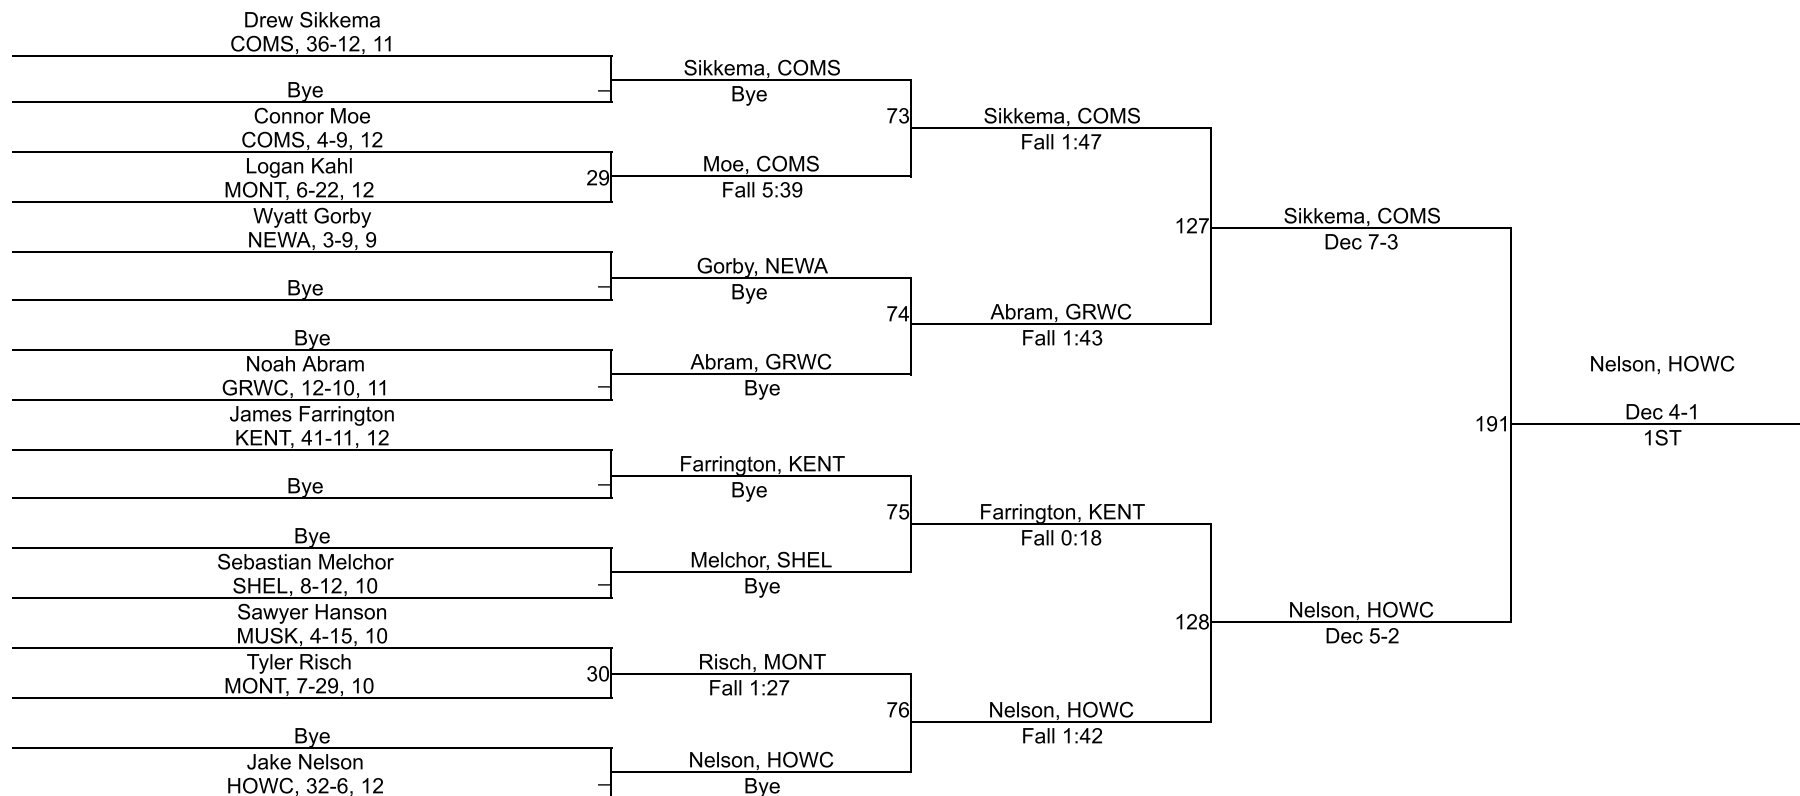 Drew Sikkema
COMS, 36-12, 11
Bye
Connor Moe
COMS, 4-9, 12
Logan Kahl
MONT, 6-22, 12
29
Wyatt Gorby
NEWA, 3-9, 9
Bye
Bye
Noah Abram
GRWC, 12-10, 11
James Farrington
KENT, 41-11, 12
Bye
Bye
Sebastian Melchor
SHEL, 8-12, 10
Sawyer Hanson
MUSK, 4-15, 10
Tyler Risch
MONT, 7-29, 10
30
Bye
Jake Nelson
HOWC, 32-6, 12
Sikkema, COMS
Bye
73
Moe, COMS
Fall 5:39
Gorby, NEWA
Bye
74
Abram, GRWC
Bye
Farrington, KENT
Bye
75
Melchor, SHEL
Bye
Risch, MONT
Fall 1:27
76
Nelson, HOWC
Bye
Sikkema, COMS
Fall 1:47
127
Abram, GRWC
Fall 1:43
Farrington, KENT
Fall 0:18
128
Nelson, HOWC
Fall 1:42
Sikkema, COMS
Dec 7-3
191
Nelson, HOWC
Dec 5-2
Nelson, HOWC
Dec 4-1
1ST